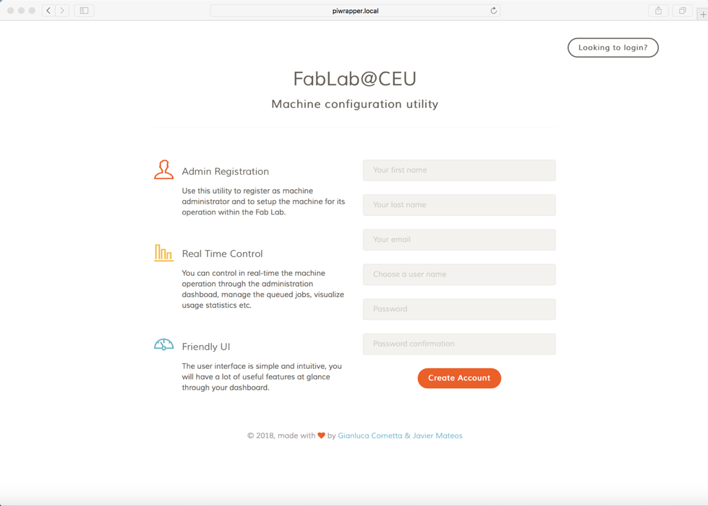 piwrapper.local
Looking to login?
FabLab@CEU
Machine configuration utility
Admin Registration
Use this utility to register as machine
administrator and to setup the machine for its
operation within the Fab Lab.
Real Time Control
You can control in real-time the machine
operation through the administration
dashboad, manage the queued jobs, visualize
usage statistics etc.
Friendly UI
The user interface is simple and intuitive, you
will have a lot of useful features at glance
through your dashboard.
Your first name
Your last name
Your email
Choose a user name
Password
Password confirmation
Create Account
© 2018, made with ❤ by Gianluca Cornetta & Javier Mateos